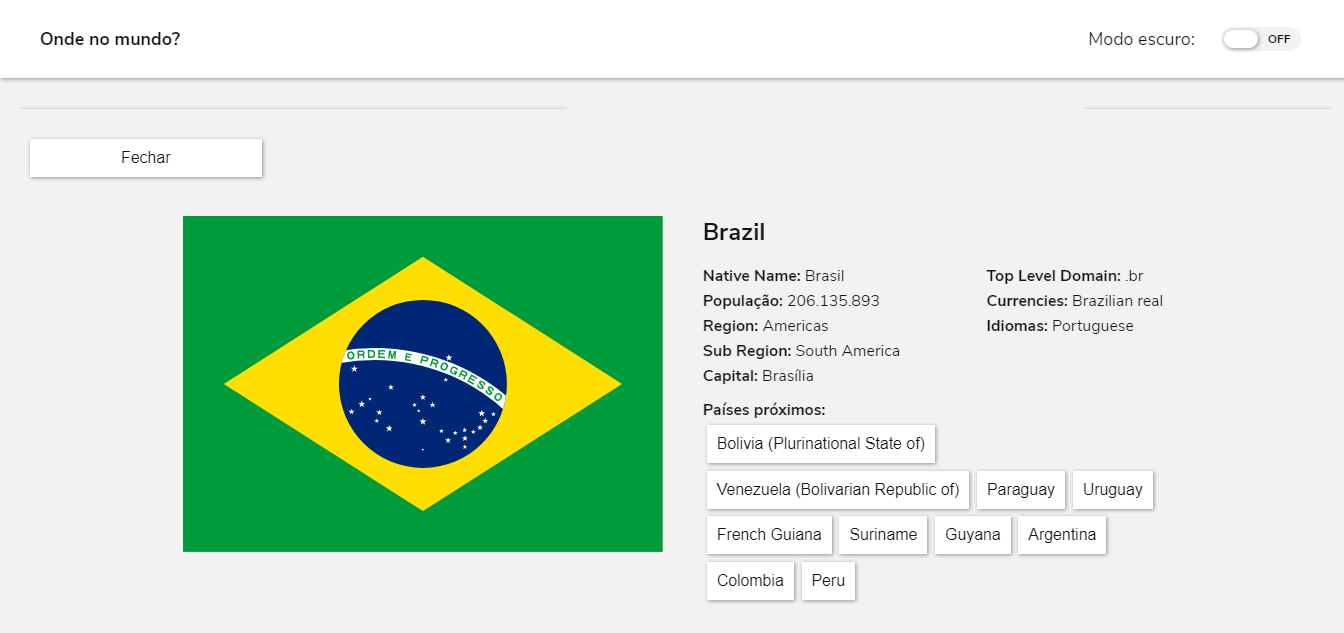 Onde no mundo?
Modo escuro: OFF
Fechar
ORDEM E PROGRESSO
Brazil
Native Name: Brasil
População: 206.135.893
Region: Americas
Sub Region: South America
Capital: Brasília
Top Level Domain: .br
Currencies: Brazilian real
Idiomas: Portuguese
Países próximos:
Bolivia (Plurinational State of)
Venezuela (Bolivarian Republic of) Paraguay Uruguay
French Guiana Suriname Guyana Argentina
Colombia Peru